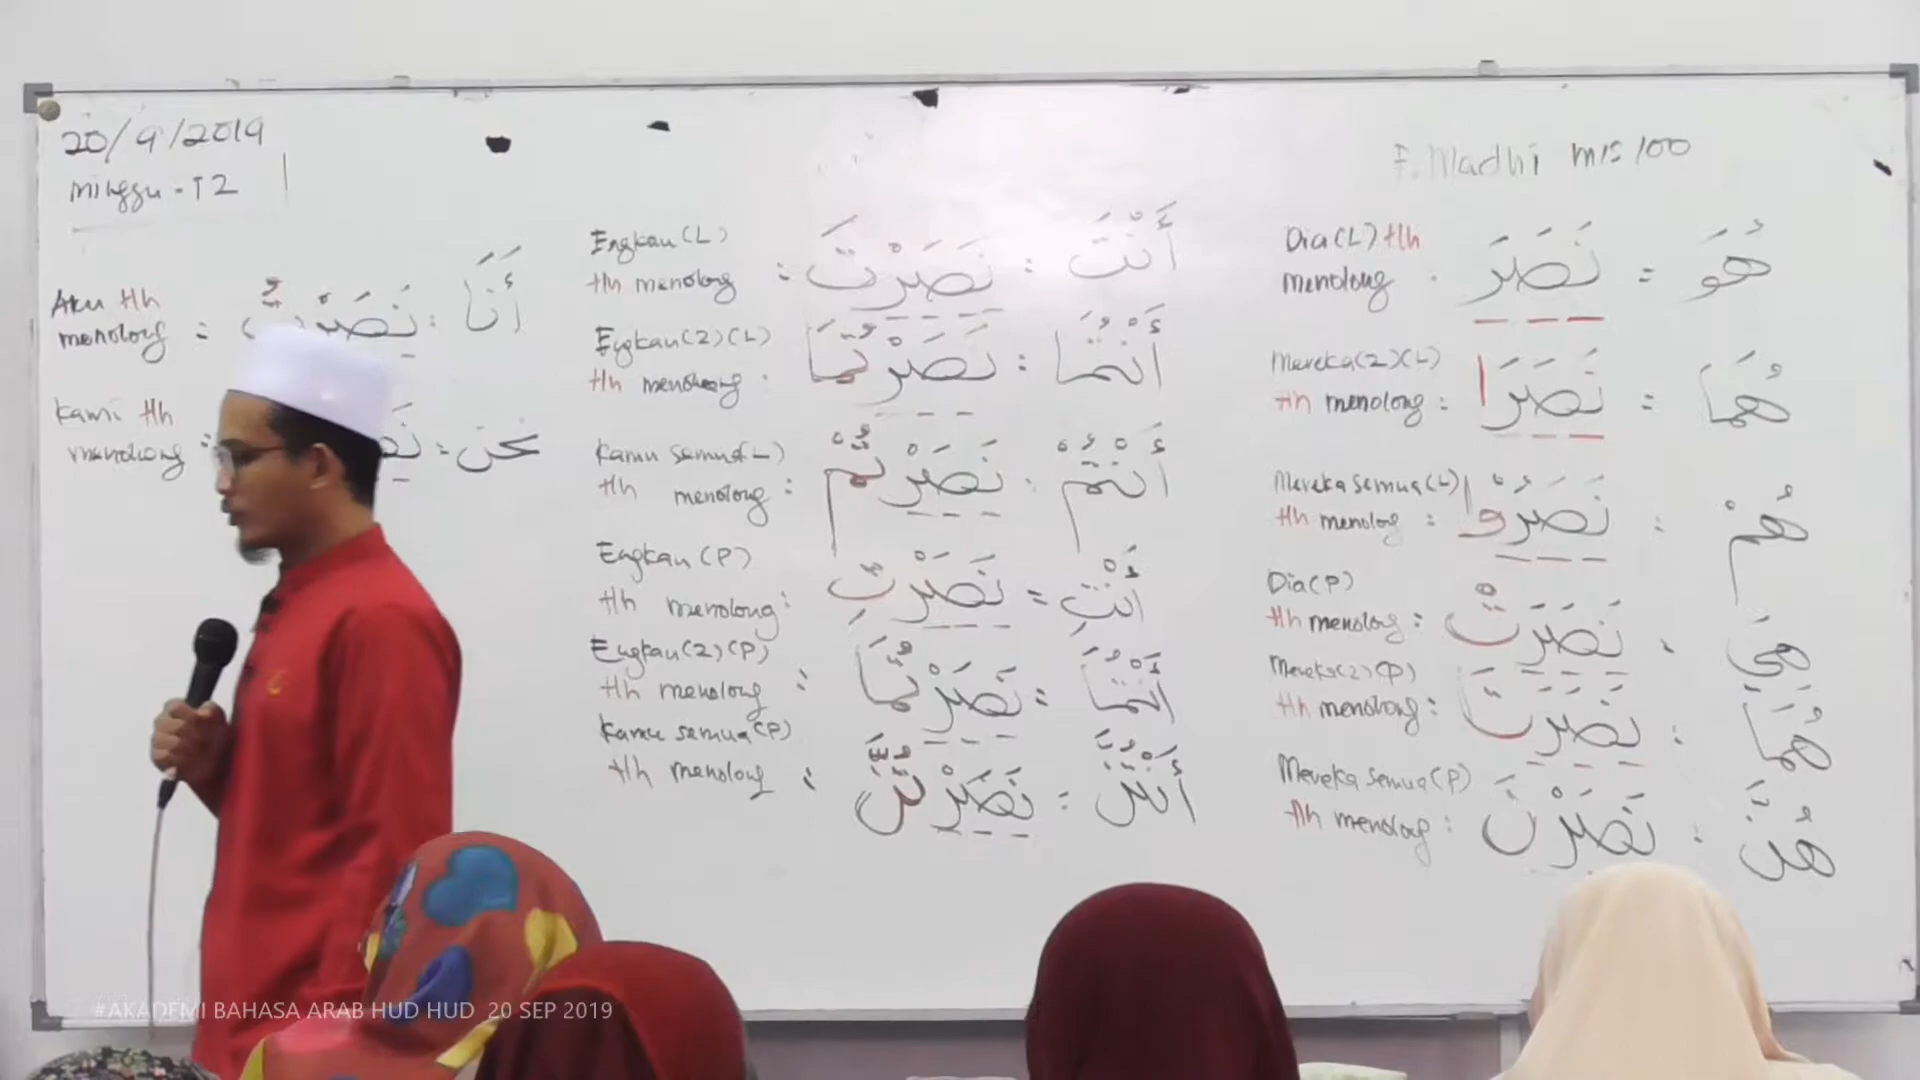 20/9/2019
minggu - 12
F. Madhi m/s 100
Dia (L) tlh
menolong : نَصَرَ = هُوَ
Mereka (2) (L)
tlh menolong : نَصَرَا = هُمَا
Mereka semua (L)
tlh menolong : نَصَرُوْا : هُمْ
Dia (P)
tlh menolong : نَصَرَتْ : هِيَ
Mereka (2) (P)
tlh menolong : نَصَرَتَا : هُمَا
Mereka semua (P)
tlh menolong : نَصَرْنَ : هُنَّ
Engkau (L)
tlh menolong : نَصَرْتَ : أَنْتَ
Engkau (2) (L)
tlh menolong : نَصَرْتُمَا : أَنْتُمَا
Kamu semua (L)
tlh menolong : نَصَرْتُمْ : أَنْتُمْ
Engkau (P)
tlh menolong : نَصَرْتِ = أَنْتِ
Engkau (2) (P)
tlh menolong : نَصَرْتُمَا : أَنْتُمَا
Kamu semua (P)
tlh menolong : نَصَرْتُنَّ : أَنْتُنَّ
Aku tlh
menolong : نَصَرْتُ : أَنَا
Kami tlh
menolong : : نحن
#AKADEMI BAHASA ARAB HUD HUD 20 SEP 2019